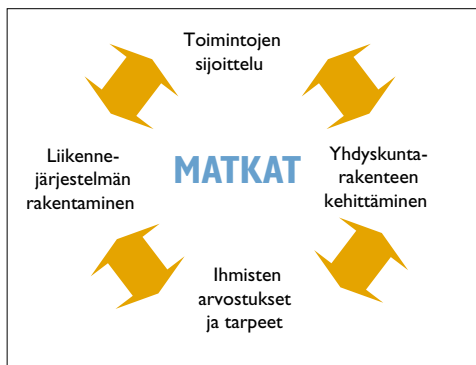 Toimintojen
sijoittelu
Liikenne-
järjestelmän
rakentaminen
MATKAT
Yhdyskunta-
rakenteen
kehittäminen
Ihmisten
arvostukset
ja tarpeet